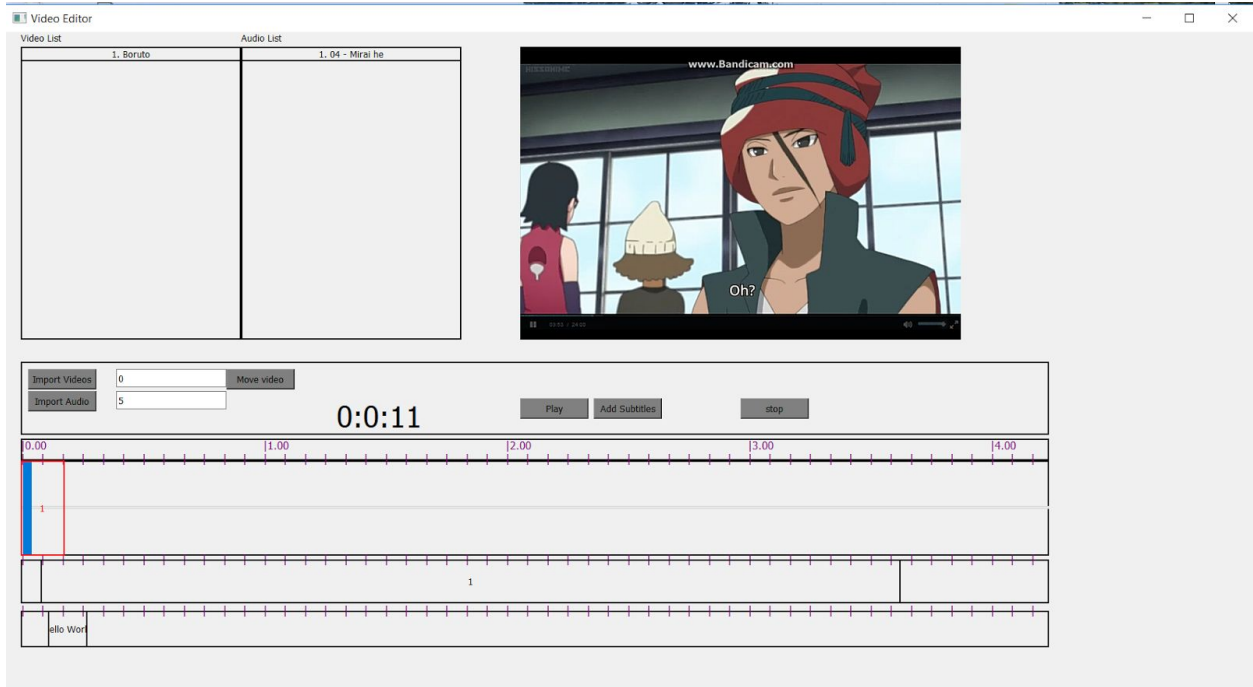 Video Editor
Video List
Audio List
1. Boruto
1. 04 - Mirai he
www.Bandicam.com
Oh?
Import Videos
0
Move video
Import Audio
5
0:0:11
Play
Add Subtitles
stop
|0.00
|1.00
|2.00
|3.00
|4.00
1
1
ello Worl